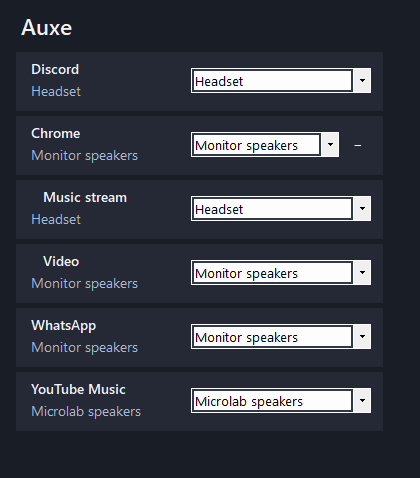 Auxe
Discord
Headset
Headset
Chrome
Monitor speakers
Monitor speakers
–
Music stream
Headset
Headset
Video
Monitor speakers
Monitor speakers
WhatsApp
Monitor speakers
Monitor speakers
YouTube Music
Microlab speakers
Microlab speakers